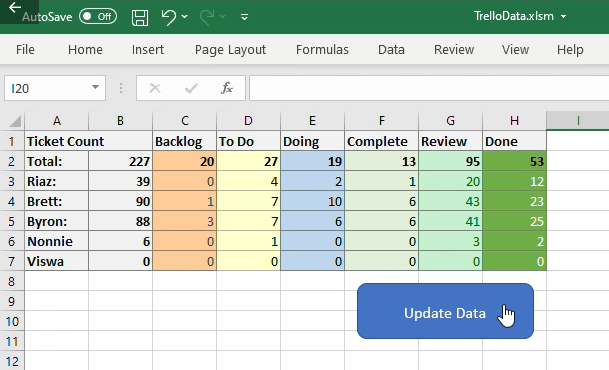 AutoSave Off TrelloData.xlsm
File Home Insert Page Layout Formulas Data Review View Help
I20 fx
A B C D E F G H I
1 Ticket Count Backlog To Do Doing Complete Review Done
2 Total: 227 20 27 19 13 95 53
3 Riaz: 39 0 4 2 1 20 12
4 Brett: 90 1 7 10 6 43 23
5 Byron: 88 3 7 6 6 41 25
6 Nonnie 6 0 1 0 0 3 2
7 Viswa 0 0 0 0 0 0 0
8
9
Update Data
10
11
12